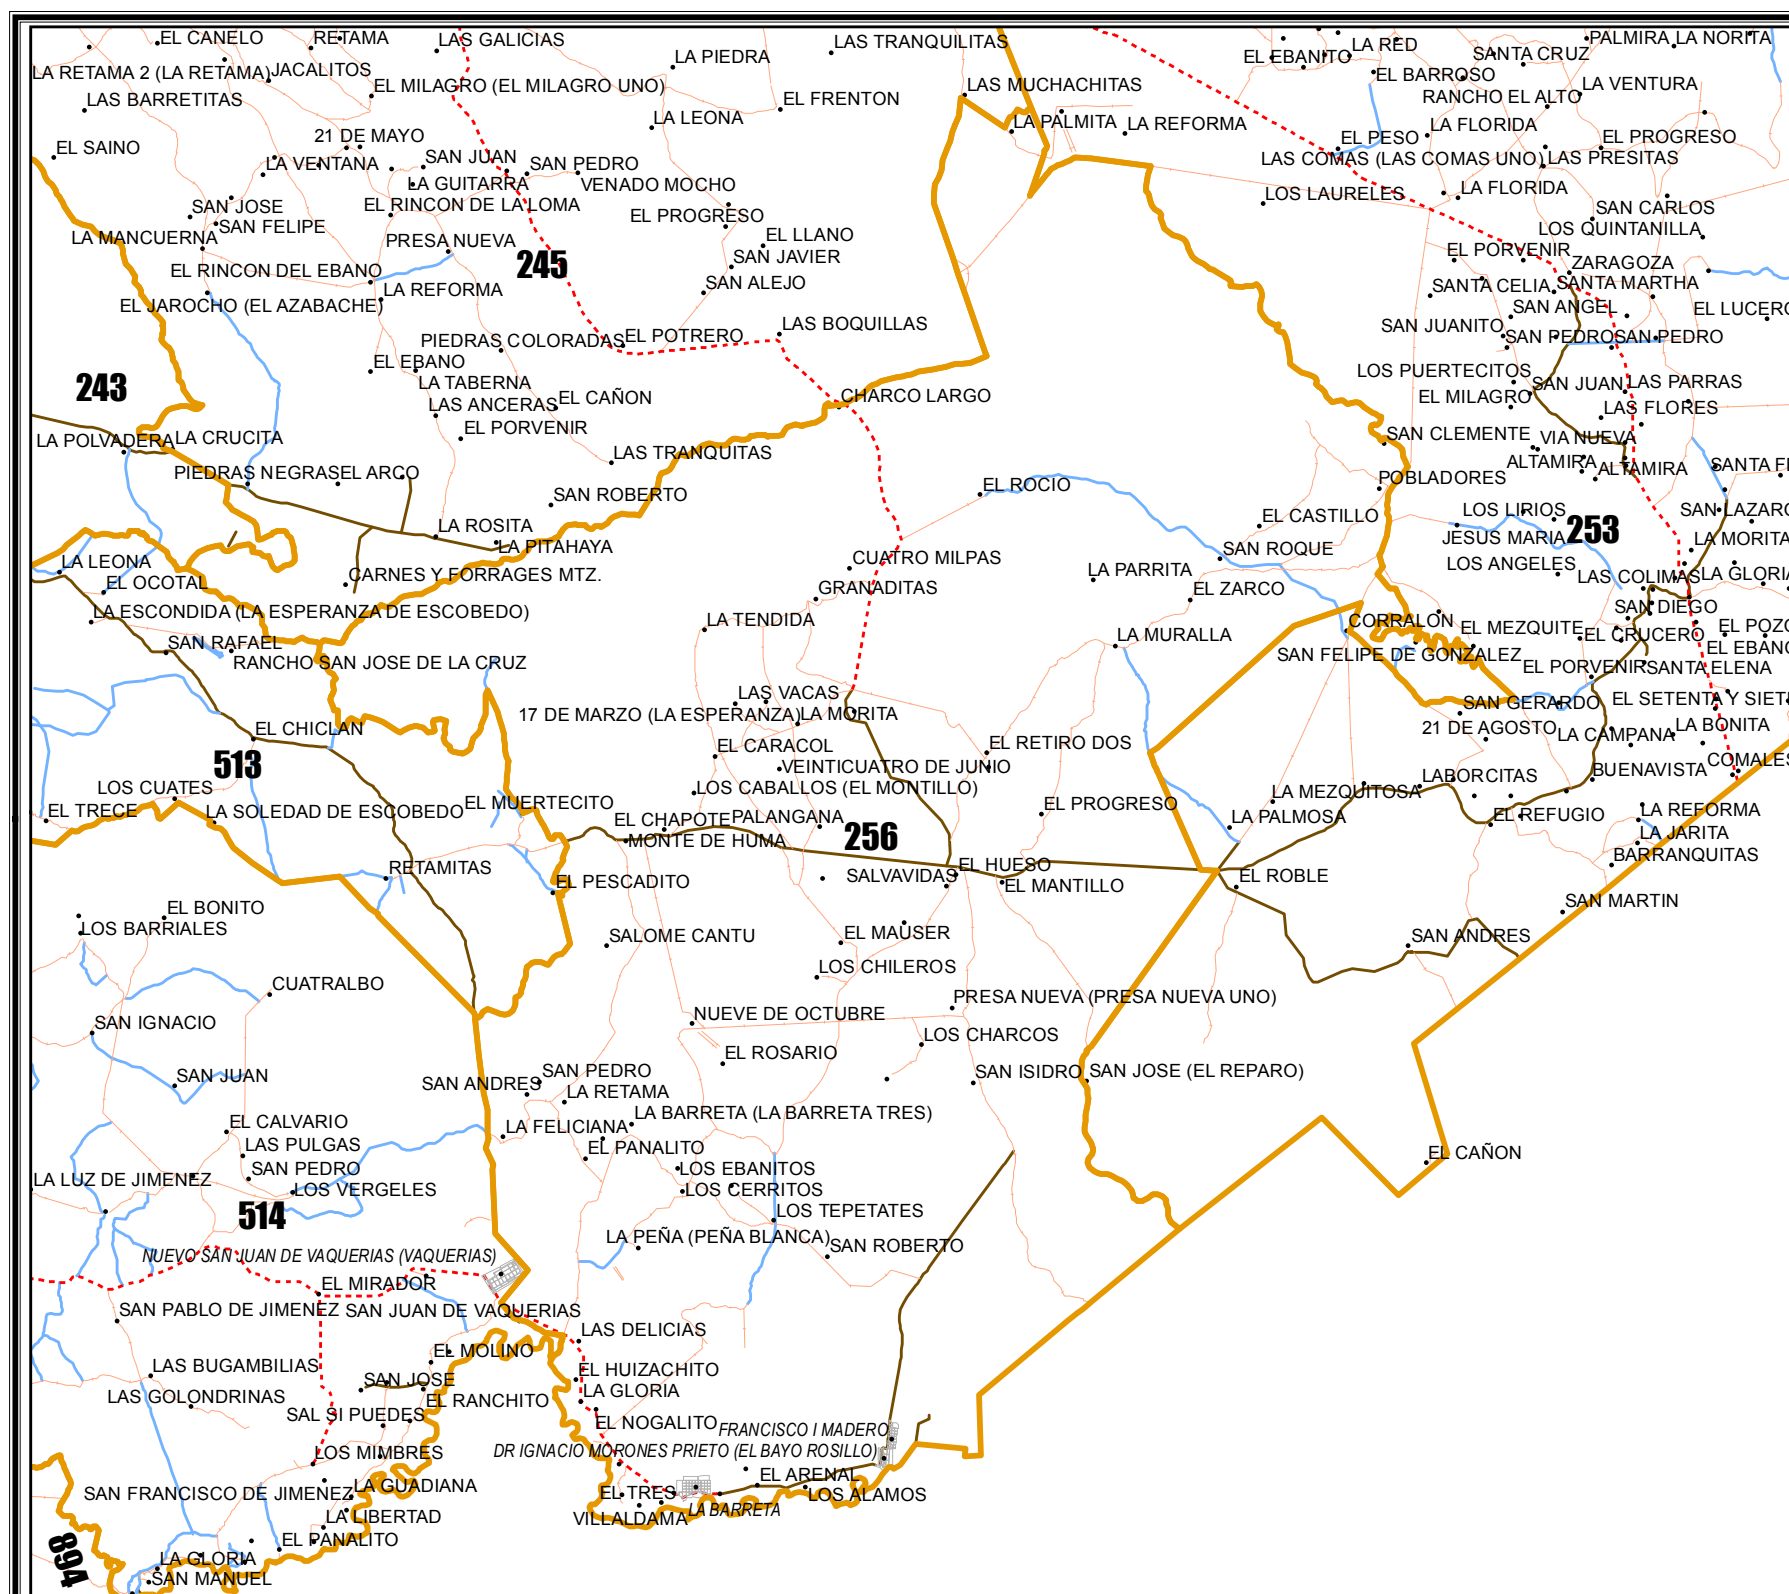 EL CANELO
RETAMA
LAS GALICIAS
LA PIEDRA
LAS TRANQUILITAS
LA RED
PALMIRA
LA NORITA
EL EBANITO
SANTA CRUZ
LA RETAMA 2 (LA RETAMA)
JACALITOS
EL BARROSO
EL MILAGRO (EL MILAGRO UNO)
LAS MUCHACHITAS
LA VENTURA
LAS BARRETITAS
EL FRENTON
RANCHO EL ALTO
LA LEONA
LA PALMITA
LA REFORMA
LA FLORIDA
21 DE MAYO
EL PESO
EL PROGRESO
EL SAINO
LA VENTANA
SAN JUAN
SAN PEDRO
LAS COMAS (LAS COMAS UNO)
LAS PRESITAS
LA GUITARRA
VENADO MOCHO
LOS LAURELES
LA FLORIDA
SAN JOSE
EL RINCON DE LA LOMA
EL PROGRESO
SAN CARLOS
SAN FELIPE
LOS QUINTANILLA
LA MANCUERNA
PRESA NUEVA
EL LLANO
EL PORVENIR
SAN JAVIER
245
ZARAGOZA
EL RINCON DEL EBANO
SAN ALEJO
SANTA CELIA
SANTA MARTHA
LA REFORMA
EL JAROCHO (EL AZABACHE)
SAN ANGEL
EL LUCERO
SAN JUANITO
PIEDRAS COLORADAS
EL POTRERO
LAS BOQUILLAS
SAN PEDRO
SAN PEDRO
EL EBANO
LOS PUERTECITOS
243
LA TABERNA
SAN JUAN
LAS PARRAS
LAS ANCERAS
EL CAÑON
CHARCO LARGO
EL MILAGRO
LAS FLORES
EL PORVENIR
LA POLVADERA
LA CRUCITA
SAN CLEMENTE
VIA NUEVA
LAS TRANQUITAS
ALTAMIRA
ALTAMIRA
SANTA FE
PIEDRAS NEGRAS
EL ARCO
POBLADORES
SAN ROBERTO
EL ROCIO
LOS LIRIOS
SAN LAZARO
LA ROSITA
EL CASTILLO
253
JESUS MARIA
LA MORITA
LA PITAHAYA
SAN ROQUE
LA LEONA
CUATRO MILPAS
LOS ANGELES
EL OCOTAL
CARNES Y FORRAGES MTZ.
LA PARRITA
LAS COLIMAS
LA GLORIA
GRANADITAS
EL ZARCO
LA ESCONDIDA (LA ESPERANZA DE ESCOBEDO)
SAN DIEGO
LA TENDIDA
CORRALON
EL MEZQUITE
EL CRUCERO
EL POZO
SAN RAFAEL
LA MURALLA
RANCHO SAN JOSE DE LA CRUZ
SAN FELIPE DE GONZALEZ
EL EBANO
EL PORVENIR
SANTA ELENA
LAS VACAS
SAN GERARDO
EL SETENTA Y SIETE
17 DE MARZO (LA ESPERANZA)
LA MORITA
EL CHICLAN
21 DE AGOSTO
LA CAMPANA
LA BONITA
EL CARACOL
EL RETIRO DOS
513
VEINTICUATRO DE JUNIO
COMALES
LABORCITAS
BUENAVISTA
LOS CUATES
LOS CABALLOS (EL MONTILLO)
LA MEZQUITOSA
EL TRECE
LA SOLEDAD DE ESCOBEDO
EL MUERTECITO
EL PROGRESO
EL CHAPOTE
PALANGANA
LA PALMOSA
EL REFUGIO
LA REFORMA
MONTE DE HUMA
256
LA JARITA
EL HUESO
BARRANQUITAS
RETAMITAS
EL PESCADITO
SALVAVIDAS
EL MANTILLO
EL ROBLE
SAN MARTIN
EL BONITO
LOS BARRIALES
SALOME CANTU
EL MAUSER
SAN ANDRES
LOS CHILEROS
CUATRALBO
PRESA NUEVA (PRESA NUEVA UNO)
SAN IGNACIO
NUEVE DE OCTUBRE
LOS CHARCOS
EL ROSARIO
SAN JUAN
SAN ANDRES
SAN PEDRO
SAN ISIDRO
SAN JOSE (EL REPARO)
LA RETAMA
EL CALVARIO
LA FELICIANA
LA BARRETA (LA BARRETA TRES)
LAS PULGAS
EL PANALITO
EL CAÑON
SAN PEDRO
LOS EBANITOS
LA LUZ DE JIMENEZ
LOS VERGELES
LOS CERRITOS
514
LOS TEPETATES
LA PEÑA (PEÑA BLANCA)
SAN ROBERTO
NUEVO SAN JUAN DE VAQUERIAS (VAQUERIAS)
EL MIRADOR
SAN PABLO DE JIMENEZ
SAN JUAN DE VAQUERIAS
LAS DELICIAS
EL MOLINO
LAS BUGAMBILIAS
EL HUIZACHITO
SAN JOSE
LAS GOLONDRINAS
EL RANCHITO
LA GLORIA
SAL SI PUEDES
EL NOGALITO
FRANCISCO I MADERO
LOS MIMBRES
DR IGNACIO MORONES PRIETO (EL BAYO ROSILLO)
EL ARENAL
SAN FRANCISCO DE JIMENEZ
LA GUADIANA
EL TRES
LOS ALAMOS
LA LIBERTAD
VILLALDAMA
LA BARRETA
EL PANALITO
894
LA GLORIA
SAN MANUEL